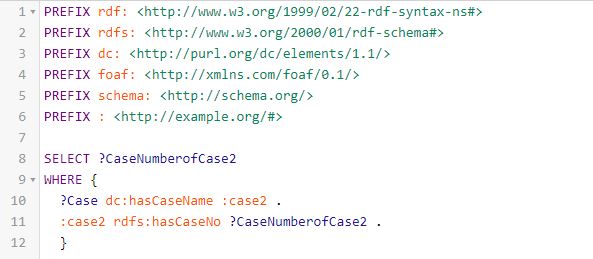 1 PREFIX rdf: <http://www.w3.org/1999/02/22-rdf-syntax-ns#>
2 PREFIX rdfs: <http://www.w3.org/2000/01/rdf-schema#>
3 PREFIX dc: <http://purl.org/dc/elements/1.1/>
4 PREFIX foaf: <http://xmlns.com/foaf/0.1/>
5 PREFIX schema: <http://schema.org/>
6 PREFIX : <http://example.org/#>
7
8 SELECT ?CaseNumberofCase2
9 WHERE {
10 ?Case dc:hasCaseName :case2 .
11 :case2 rdfs:hasCaseNo ?CaseNumberofCase2 .
12 }